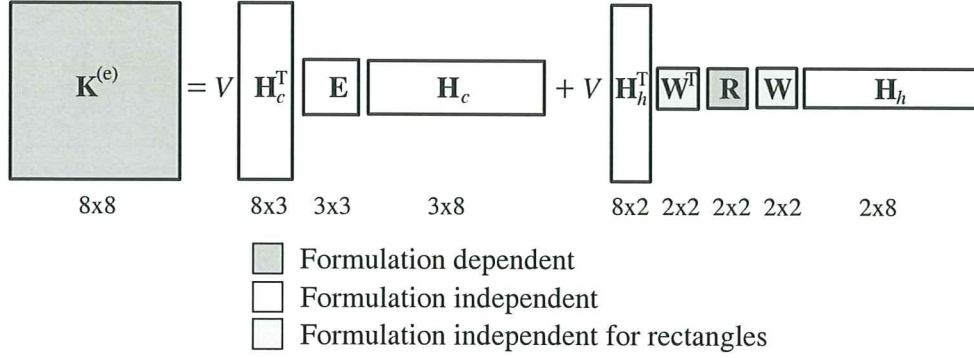 K(e) = V HcT E Hc + V HhT WT R W Hh
8x8 8x3 3x3 3x8 8x2 2x2 2x2 2x2 2x8
Formulation dependent
Formulation independent
Formulation independent for rectangles